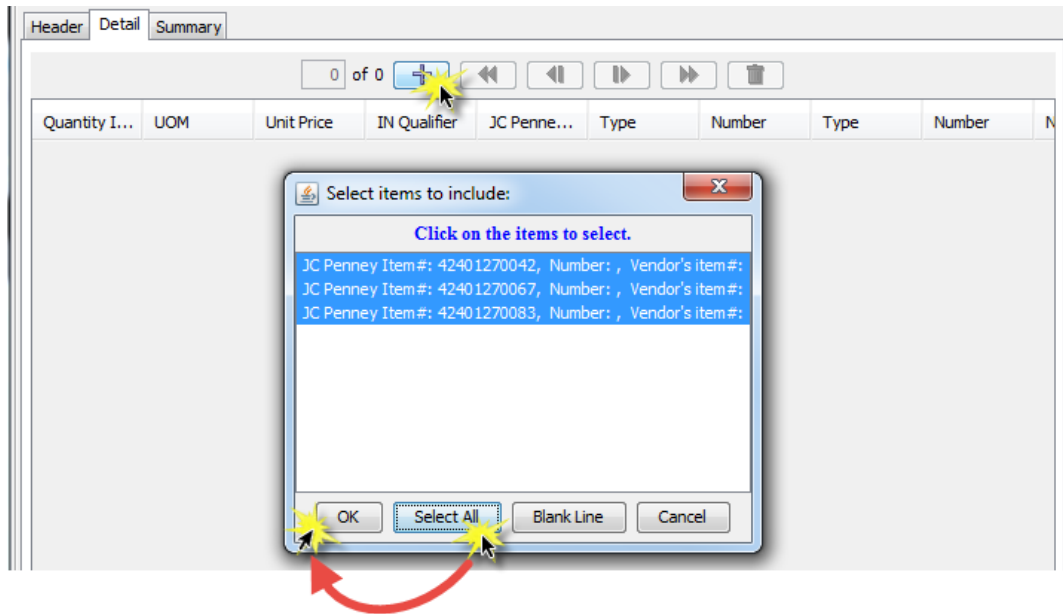 Header Detail Summary
0 of 0
Quantity I... UOM Unit Price IN Qualifier JC Penne... Type Number Type Number N
Select items to include:
Click on the items to select.
JC Penney Item#: 42401270042, Number: , Vendor's item#:
JC Penney Item#: 42401270067, Number: , Vendor's item#:
JC Penney Item#: 42401270083, Number: , Vendor's item#:
OK Select All Blank Line Cancel